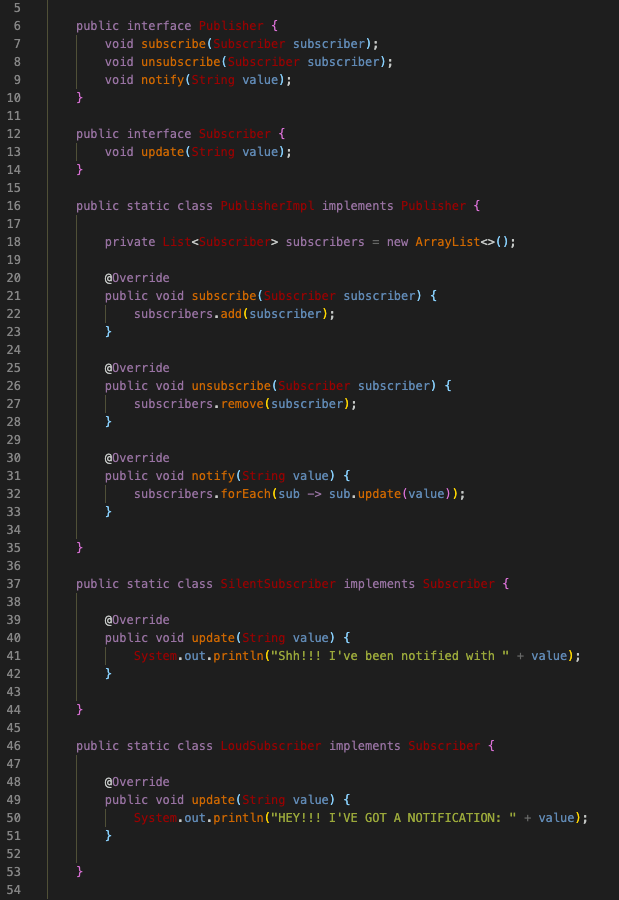 5
6 public interface Publisher {
7 void subscribe(Subscriber subscriber);
8 void unsubscribe(Subscriber subscriber);
9 void notify(String value);
10 }
11
12 public interface Subscriber {
13 void update(String value);
14 }
15
16 public static class PublisherImpl implements Publisher {
17
18 private List<Subscriber> subscribers = new ArrayList<>();
19
20 @Override
21 public void subscribe(Subscriber subscriber) {
22 subscribers.add(subscriber);
23 }
24
25 @Override
26 public void unsubscribe(Subscriber subscriber) {
27 subscribers.remove(subscriber);
28 }
29
30 @Override
31 public void notify(String value) {
32 subscribers.forEach(sub -> sub.update(value));
33 }
34
35 }
36
37 public static class SilentSubscriber implements Subscriber {
38
39 @Override
40 public void update(String value) {
41 System.out.println("Shh!!! I've been notified with " + value);
42 }
43
44 }
45
46 public static class LoudSubscriber implements Subscriber {
47
48 @Override
49 public void update(String value) {
50 System.out.println("HEY!!! I'VE GOT A NOTIFICATION: " + value);
51 }
52
53 }
54